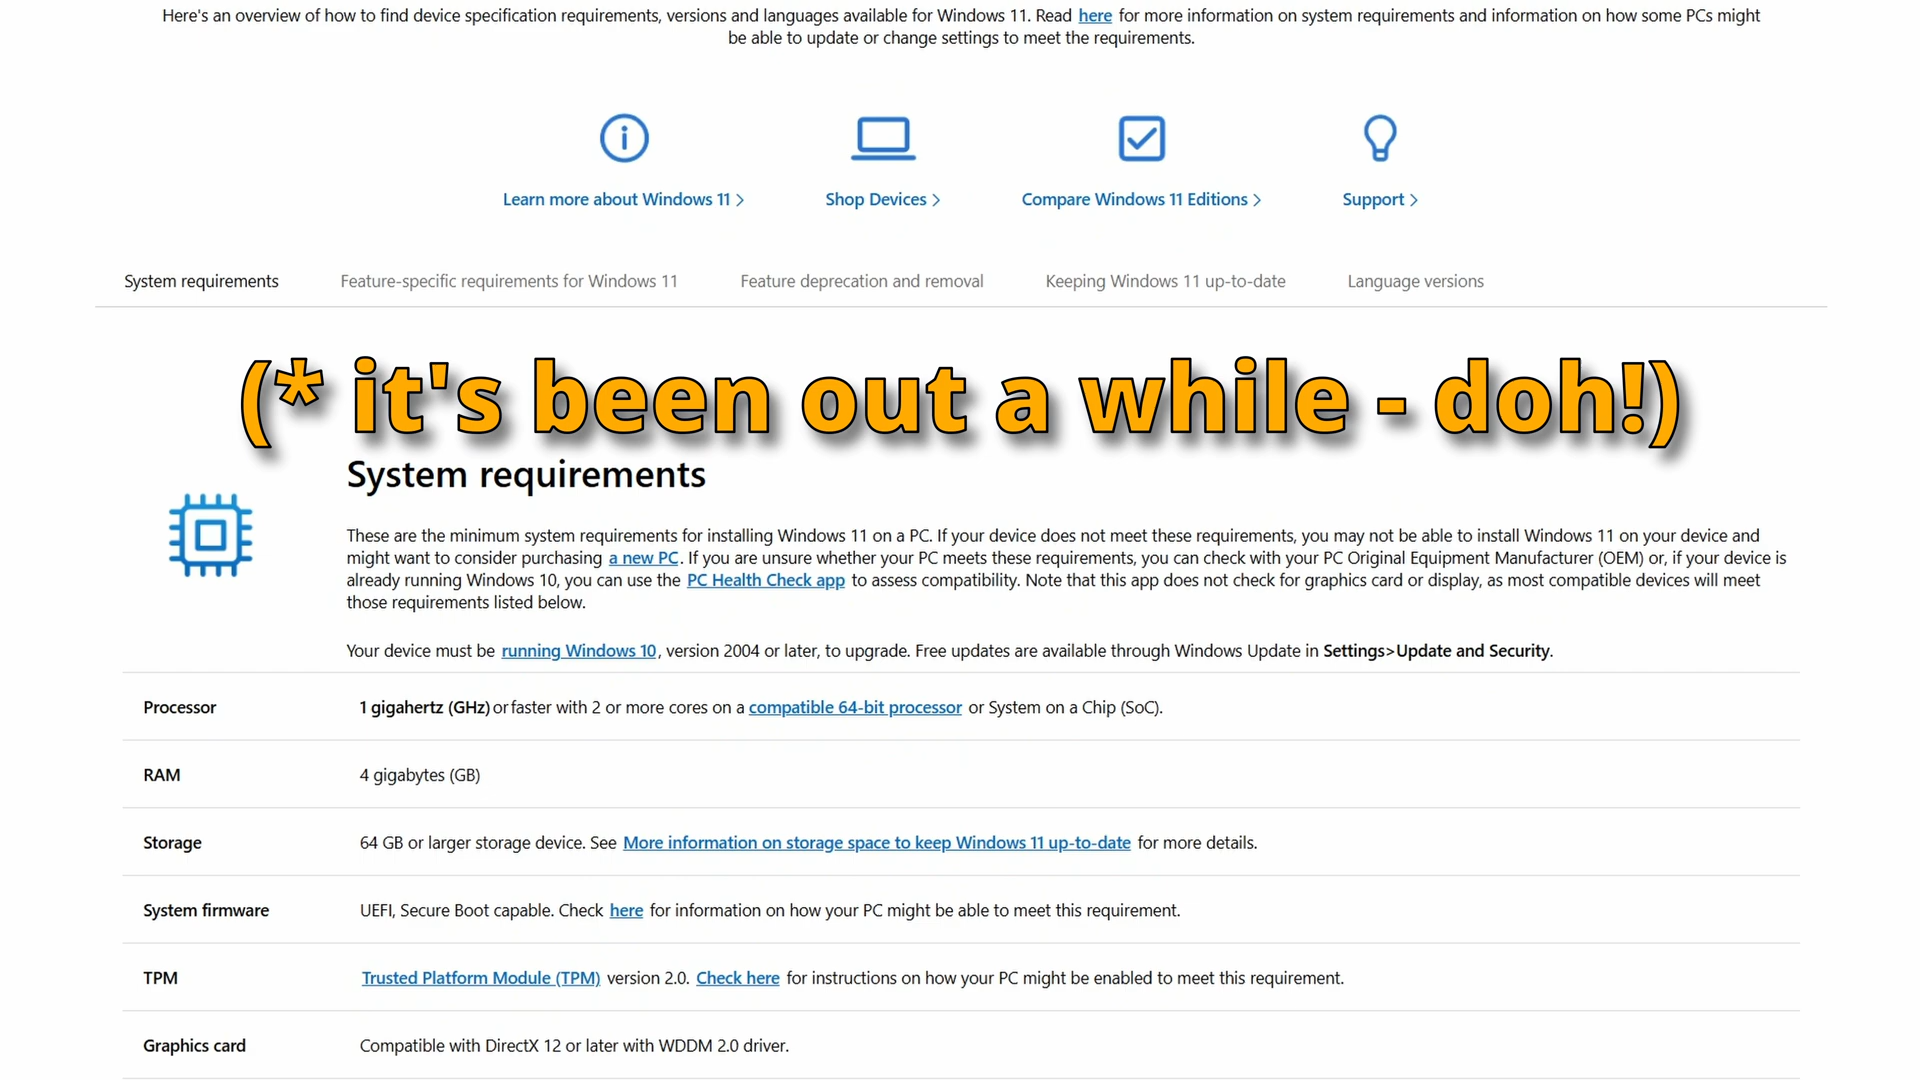 Here's an overview of how to find device specification requirements, versions and languages available for Windows 11. Read here for more information on system requirements and information on how some PCs might
be able to update or change settings to meet the requirements.
Learn more about Windows 11 >
Shop Devices >
Compare Windows 11 Editions >
Support >
System requirements
Feature-specific requirements for Windows 11
Feature deprecation and removal
Keeping Windows 11 up-to-date
Language versions
(* it's been out a while - doh!)
System requirements
These are the minimum system requirements for installing Windows 11 on a PC. If your device does not meet these requirements, you may not be able to install Windows 11 on your device and
might want to consider purchasing a new PC. If you are unsure whether your PC meets these requirements, you can check with your PC Original Equipment Manufacturer (OEM) or, if your device is
already running Windows 10, you can use the PC Health Check app to assess compatibility. Note that this app does not check for graphics card or display, as most compatible devices will meet
those requirements listed below.
Your device must be running Windows 10, version 2004 or later, to upgrade. Free updates are available through Windows Update in Settings>Update and Security.
Processor
1 gigahertz (GHz) or faster with 2 or more cores on a compatible 64-bit processor or System on a Chip (SoC).
RAM
4 gigabytes (GB)
Storage
64 GB or larger storage device. See More information on storage space to keep Windows 11 up-to-date for more details.
System firmware
UEFI, Secure Boot capable. Check here for information on how your PC might be able to meet this requirement.
TPM
Trusted Platform Module (TPM) version 2.0. Check here for instructions on how your PC might be enabled to meet this requirement.
Graphics card
Compatible with DirectX 12 or later with WDDM 2.0 driver.